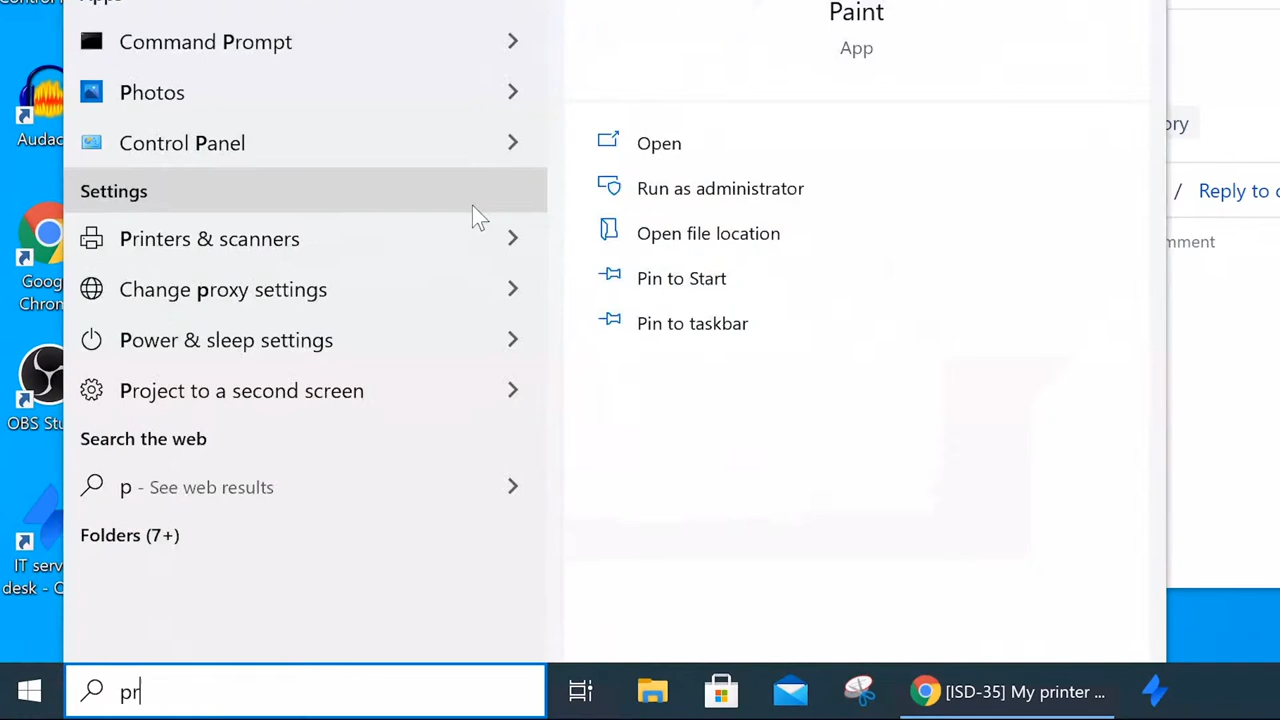 Paint
App
Command Prompt
Photos
Control Panel
Settings
Printers & scanners
Change proxy settings
Power & sleep settings
Project to a second screen
Search the web
p - See web results
Folders (7+)
Open
Run as administrator
Open file location
Pin to Start
Pin to taskbar
Audac
Goog
Chron
OBS Stu
IT serv
desk - C
ory
/ Reply to c
mment
pr
[ISD-35] My printer ...